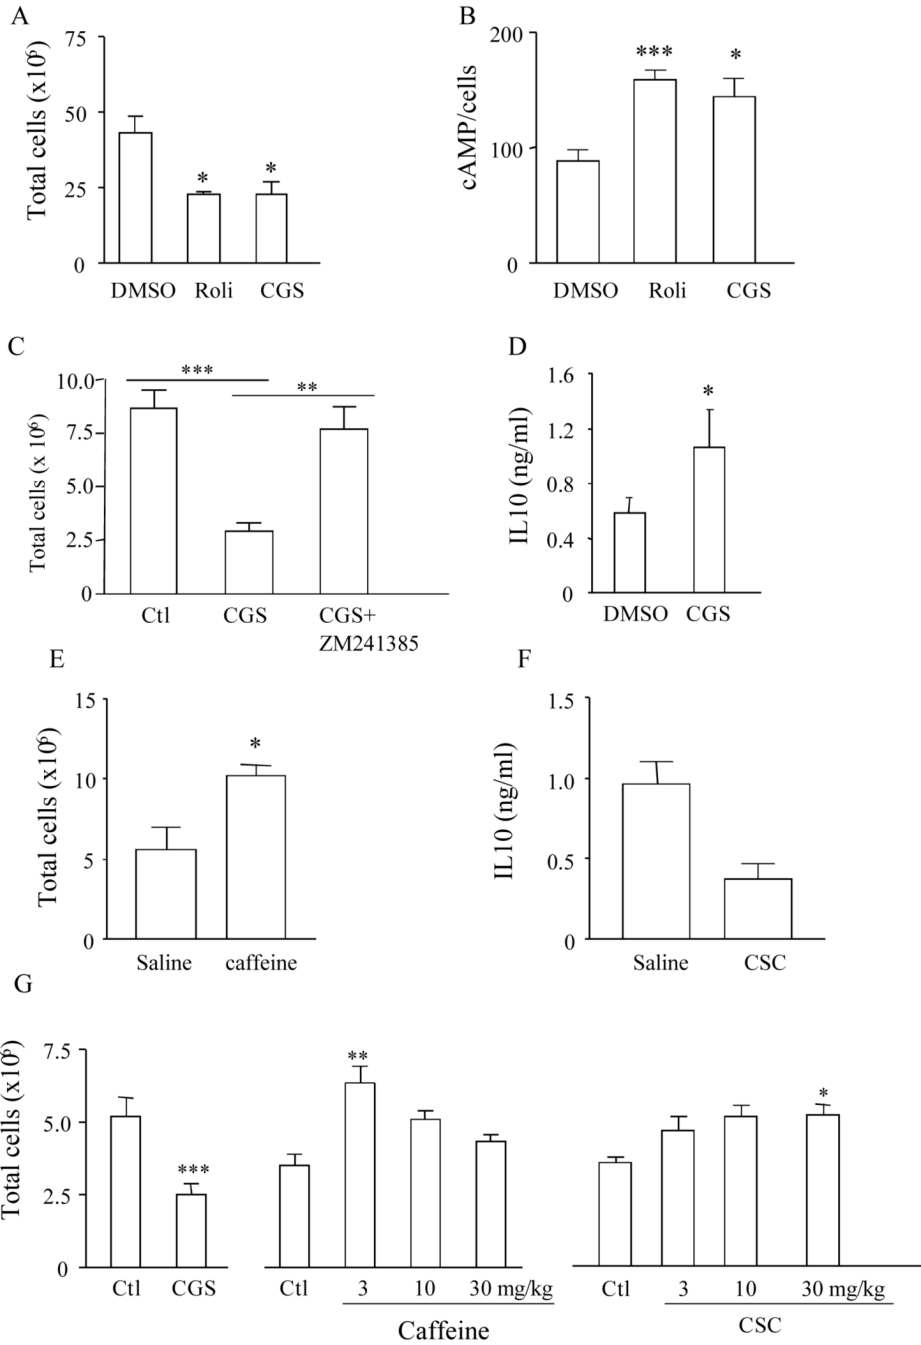 A
Total cells (x10⁶)
75
50
25
0
*
*
DMSO Roli CGS
B
cAMP/cells
200
100
0
***
*
DMSO Roli CGS
C
Total cells (x 10⁶)
10.0
7.5
5.0
2.5
0
***
**
Ctl CGS CGS+
ZM241385
D
IL10 (ng/ml)
1.6
1.2
0.8
0.4
0
*
DMSO CGS
E
Total cells (x10⁶)
15
10
5
0
*
Saline caffeine
F
IL10 (ng/ml)
1.5
1.0
0.5
0
Saline CSC
G
Total cells (x10⁶)
7.5
5.0
2.5
0
***
**
*
Ctl CGS Ctl 3 10 30 mg/kg Ctl 3 10 30 mg/kg
Caffeine CSC